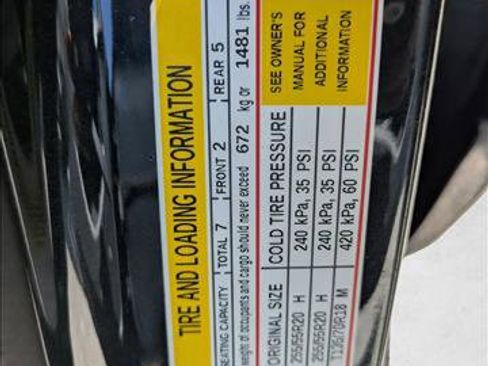 TIRE AND LOADING INFORMATION
SEATING CAPACITY TOTAL 7 FRONT 2 REAR 5
weight of occupants and cargo should never exceed 672 kg or 1481 lbs.
ORIGINAL SIZE COLD TIRE PRESSURE SEE OWNER'S
255/55R20 H 240 kPa, 35 PSI MANUAL FOR
255/55R20 H 240 kPa, 35 PSI ADDITIONAL
T135/70R18 M 420 kPa, 60 PSI INFORMATION